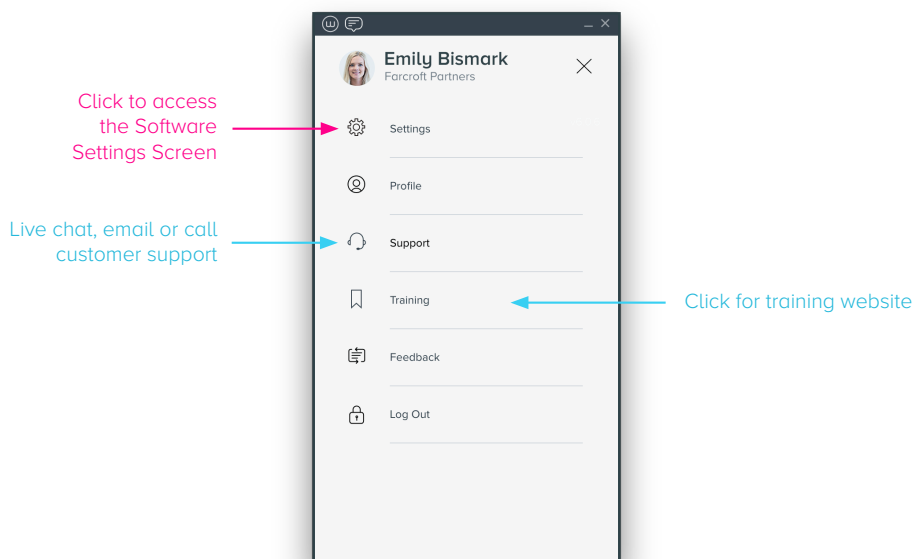 Emily Bismark
Farcroft Partners
Click to access
the Software
Settings Screen
Settings
Profile
Live chat, email or call
customer support
Support
Training
Click for training website
Feedback
Log Out